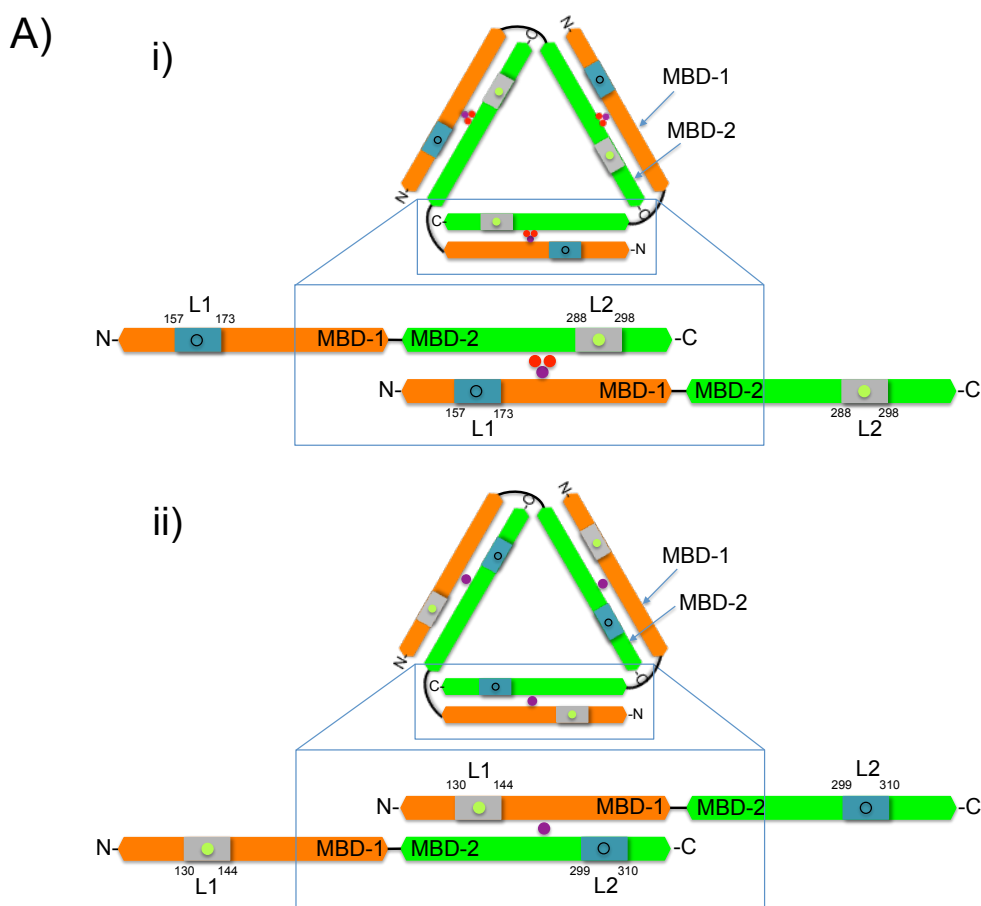 A)
i)
N-
C
MBD-1
MBD-2
N-
C
C-
-N
L1
L2
157 173
288 298
N-
MBD-1
MBD-2
-C
N-
MBD-1
MBD-2
-C
157 173
288 298
L1
L2
ii)
N-
C
MBD-1
MBD-2
N-
C
C-
-N
L1
L2
130 144
299 310
N-
MBD-1
MBD-2
-C
N-
MBD-1
MBD-2
-C
130 144
299 310
L1
L2